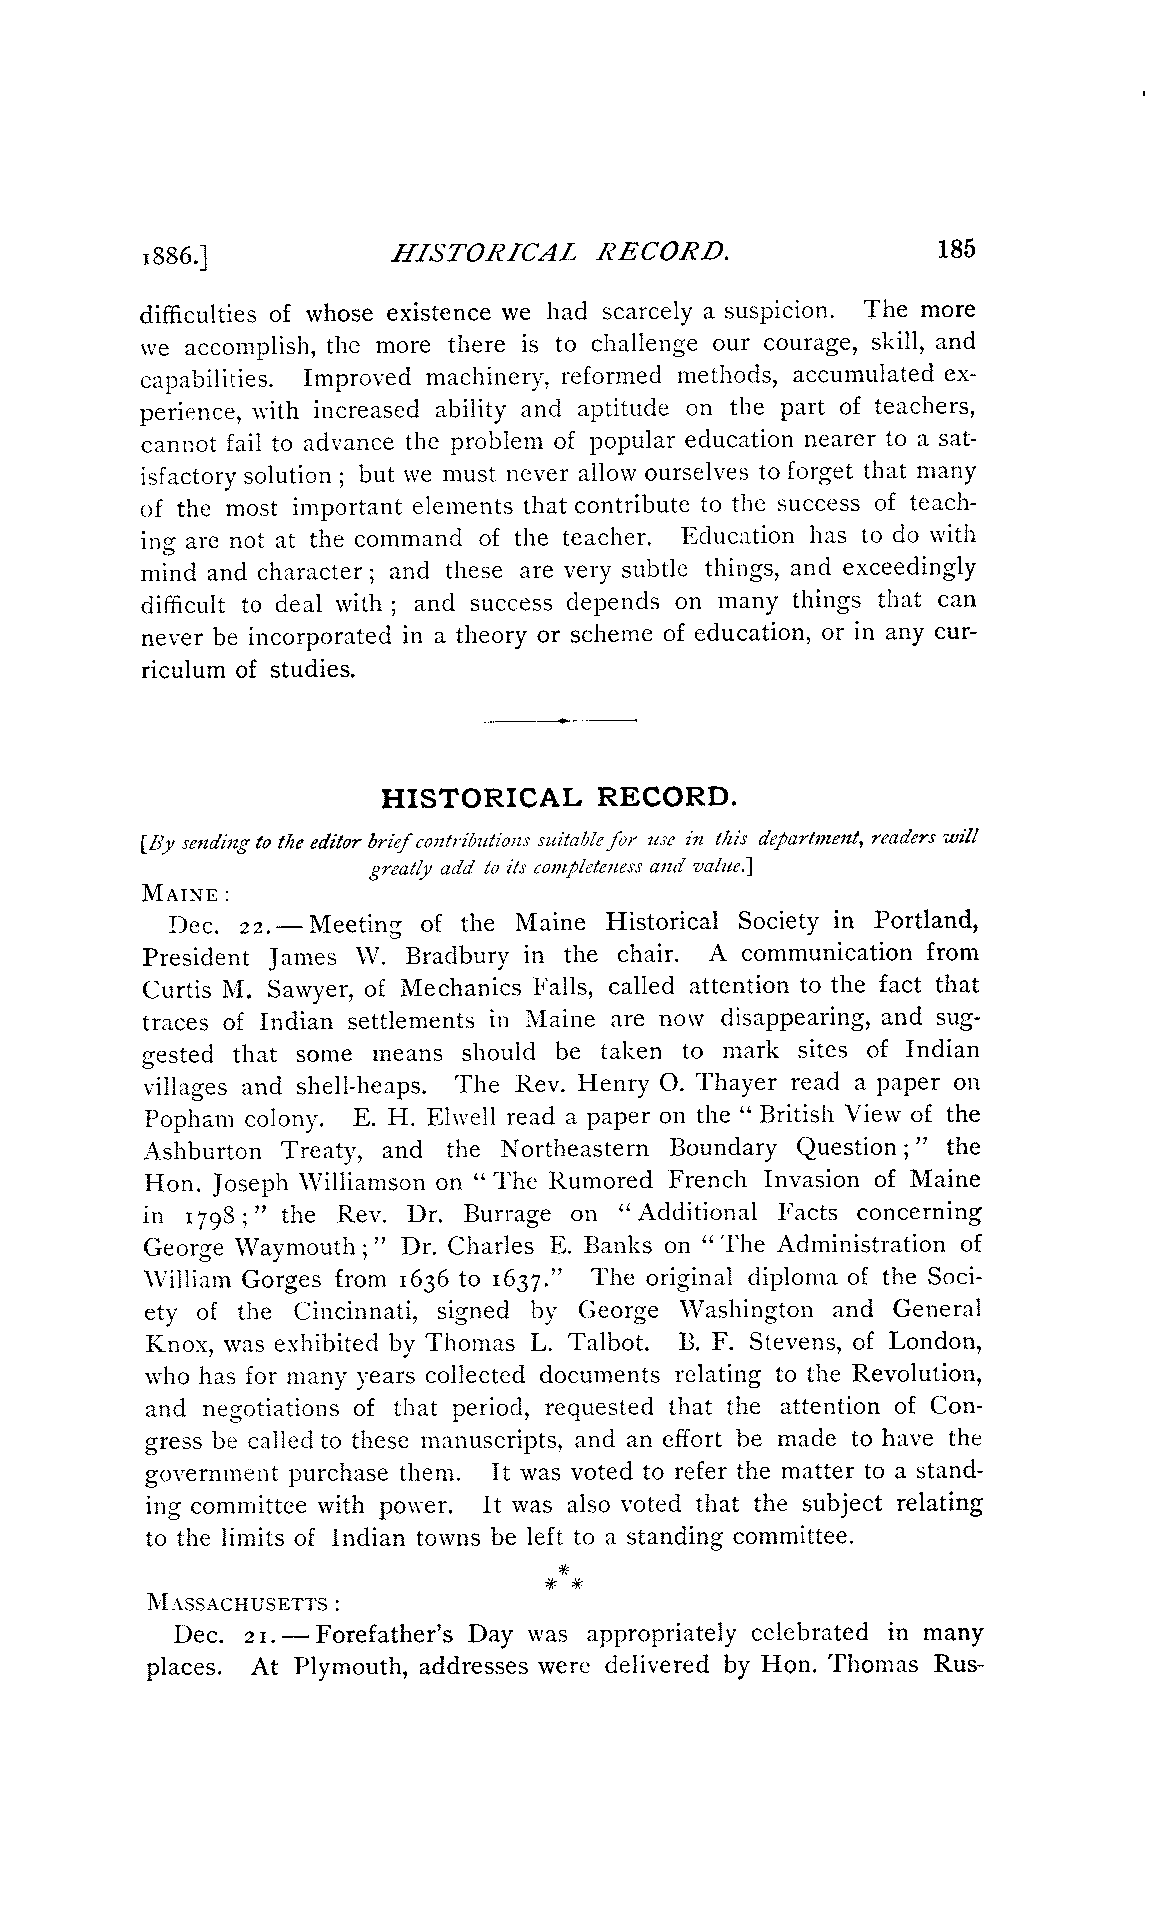 1886.] HISTORICAL RECORD. 185
difficulties of whose existence we had scarcely a suspicion. The more
we accomplish, the more there is to challenge our courage, skill, and
capabilities. Improved machinery, reformed methods, accumulated ex-
perience, with increased ability and aptitude on the part of teachers,
cannot fail to advance the problem of popular education nearer to a sat-
isfactory solution ; but we must never allow ourselves to forget that many
of the most important elements that contribute to the success of teach-
ing are not at the command of the teacher. Education has to do with
mind and character ; and these are very subtle things, and exceedingly
difficult to deal with ; and success depends on many things that can
never be incorporated in a theory or scheme of education, or in any cur-
riculum of studies.
HISTORICAL RECORD.
[By sending to the editor brief contributions suitable for use in this department, readers will
greatly add to its completeness and value.]
MAINE :
Dec. 22. — Meeting of the Maine Historical Society in Portland,
President James W. Bradbury in the chair. A communication from
Curtis M. Sawyer, of Mechanics Falls, called attention to the fact that
traces of Indian settlements in Maine are now disappearing, and sug-
gested that some means should be taken to mark sites of Indian
villages and shell-heaps. The Rev. Henry O. Thayer read a paper on
Popham colony. E. H. Elwell read a paper on the “ British View of the
Ashburton Treaty, and the Northeastern Boundary Question ; ” the
Hon. Joseph Williamson on “ The Rumored French Invasion of Maine
in 1798 ; ” the Rev. Dr. Burrage on “ Additional Facts concerning
George Waymouth ; ” Dr. Charles E. Banks on “ The Administration of
William Gorges from 1636 to 1637.” The original diploma of the Soci-
ety of the Cincinnati, signed by George Washington and General
Knox, was exhibited by Thomas L. Talbot. B. F. Stevens, of London,
who has for many years collected documents relating to the Revolution,
and negotiations of that period, requested that the attention of Con-
gress be called to these manuscripts, and an effort be made to have the
government purchase them. It was voted to refer the matter to a stand-
ing committee with power. It was also voted that the subject relating
to the limits of Indian towns be left to a standing committee.
*
* *
MASSACHUSETTS :
Dec. 21. — Forefather's Day was appropriately celebrated in many
places. At Plymouth, addresses were delivered by Hon. Thomas Rus-